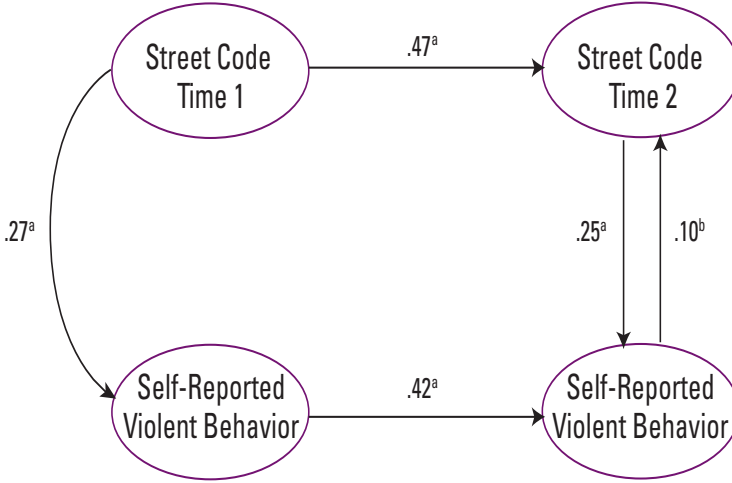 Street Code
Time 1
.47ᵃ
Street Code
Time 2
.27ᵃ
.25ᵃ
.10ᵇ
Self-Reported
Violent Behavior
.42ᵃ
Self-Reported
Violent Behavior